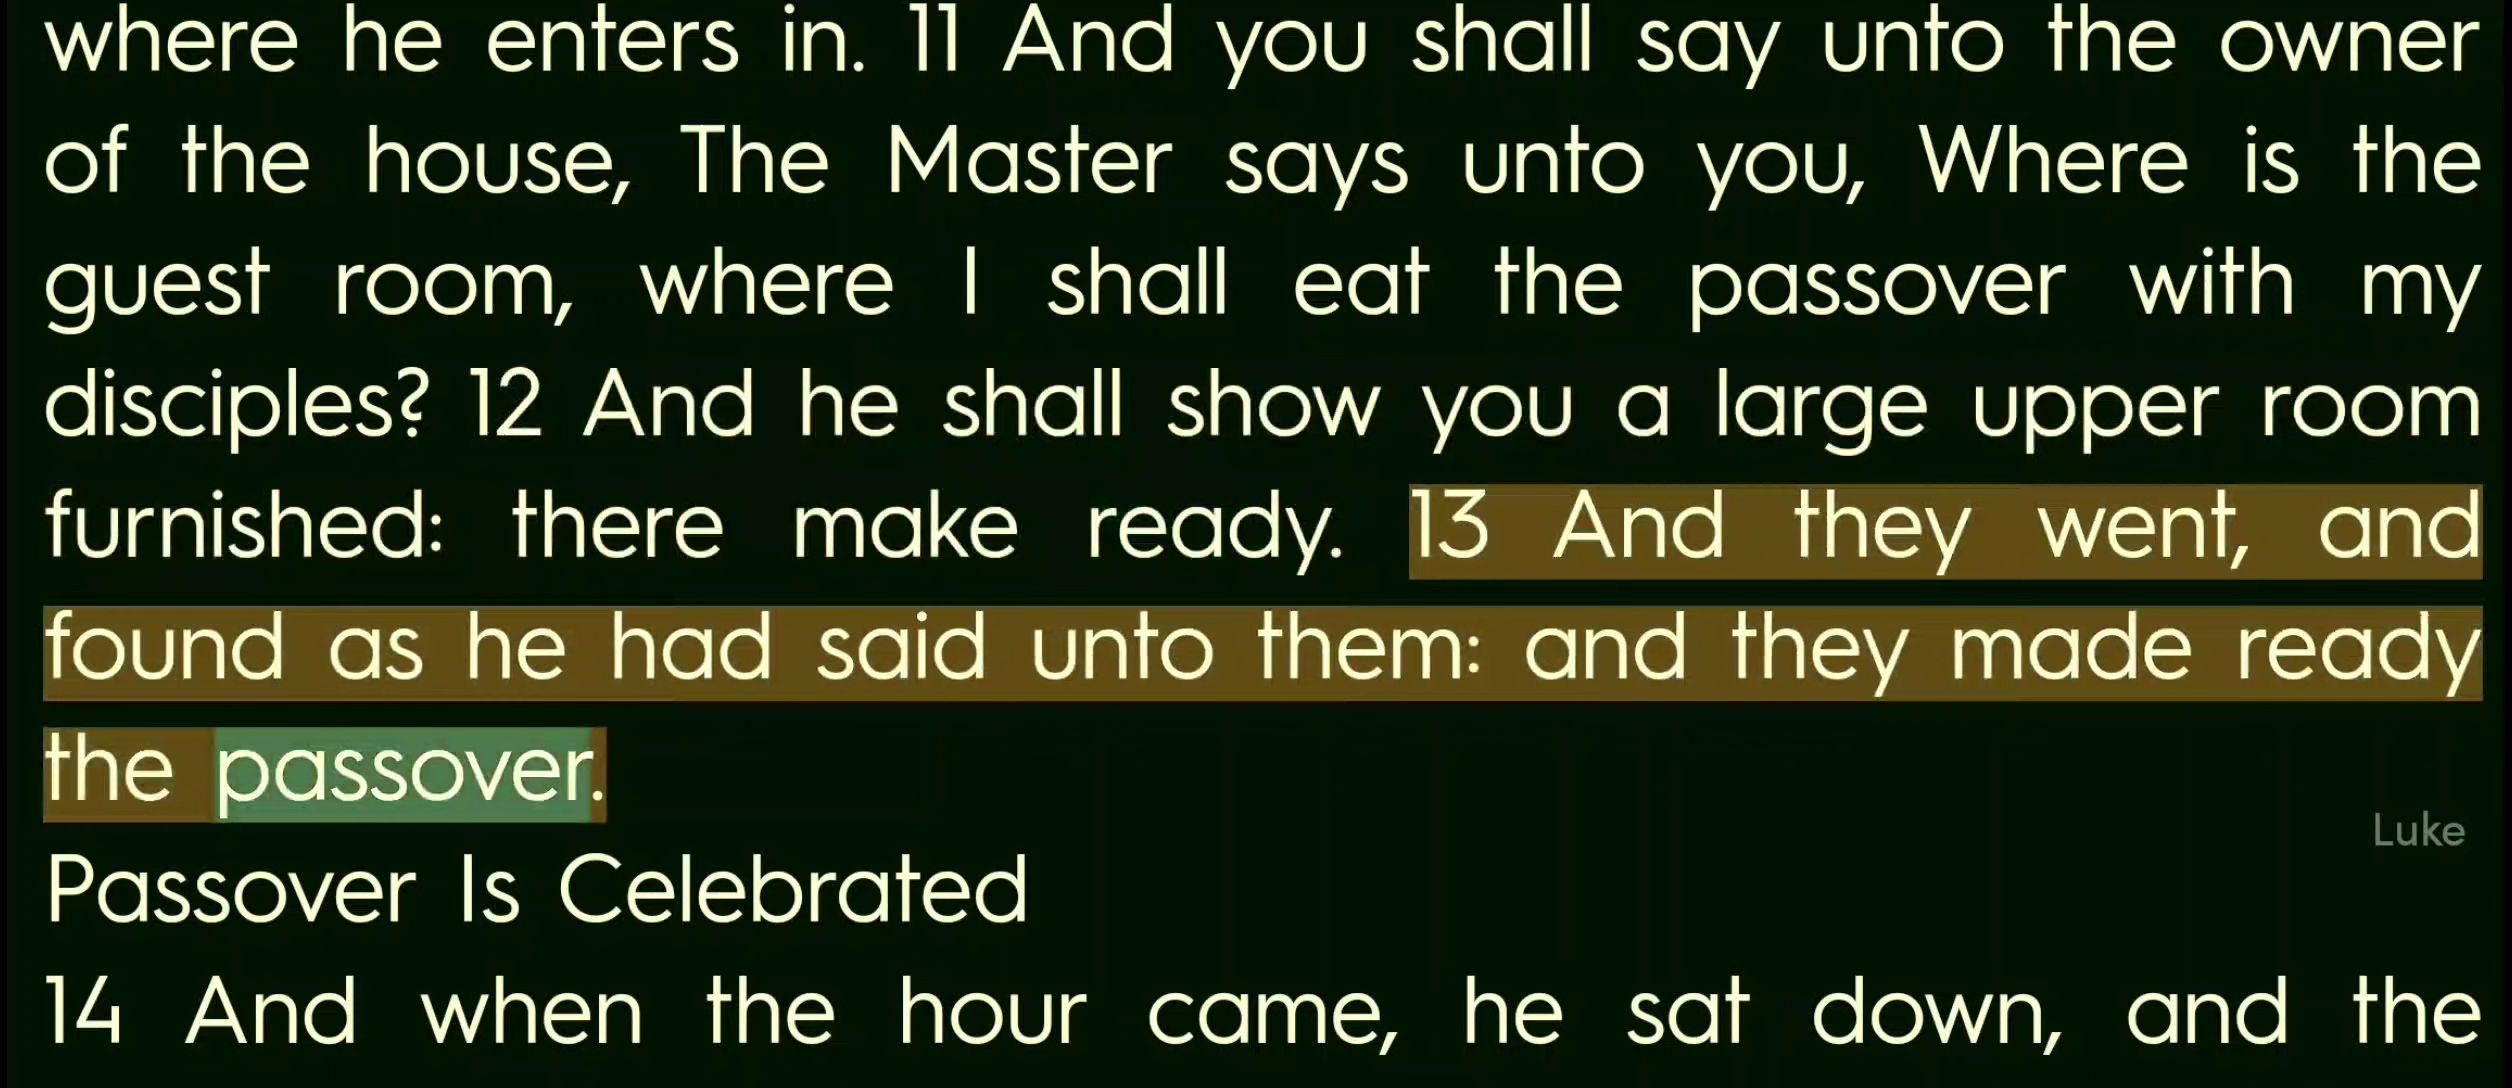 where he enters in. 11 And you shall say unto the owner
of the house, The Master says unto you, Where is the
guest room, where I shall eat the passover with my
disciples? 12 And he shall show you a large upper room
furnished: there make ready. 13 And they went, and
found as he had said unto them: and they made ready
the passover.
Luke
Passover Is Celebrated
14 And when the hour came, he sat down, and the